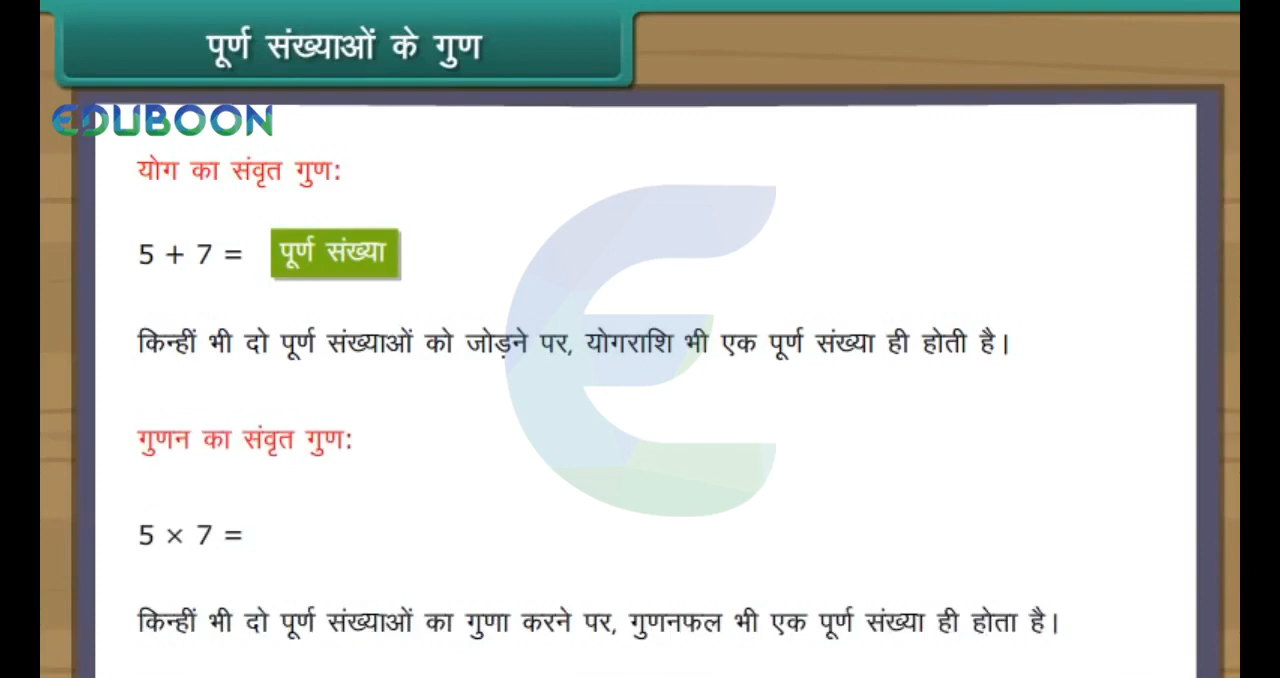 पूर्ण संख्याओं के गुण
EDUBOON
योग का संवृत गुण:
5 + 7 = पूर्ण संख्या
किन्हीं भी दो पूर्ण संख्याओं को जोड़ने पर, योगराशि भी एक पूर्ण संख्या ही होती है।
गुणन का संवृत गुण:
5 × 7 =
किन्हीं भी दो पूर्ण संख्याओं का गुणा करने पर, गुणनफल भी एक पूर्ण संख्या ही होता है।